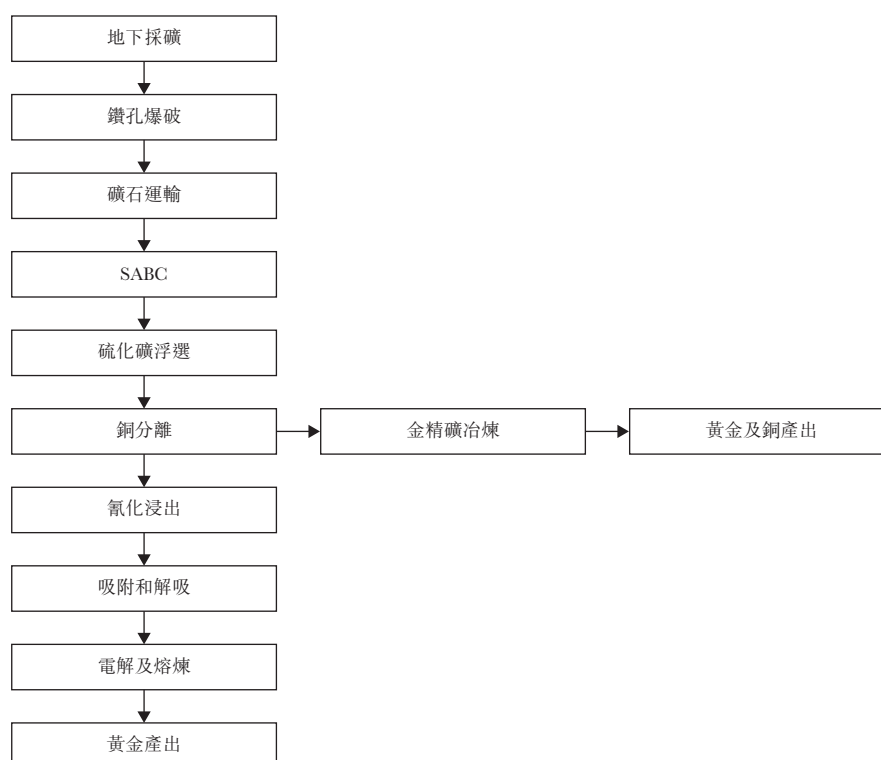 地下採礦
鑽孔爆破
礦石運輸
SABC
硫化礦浮選
銅分離
金精礦冶煉
黃金及銅產出
氰化浸出
吸附和解吸
電解及熔煉
黃金產出